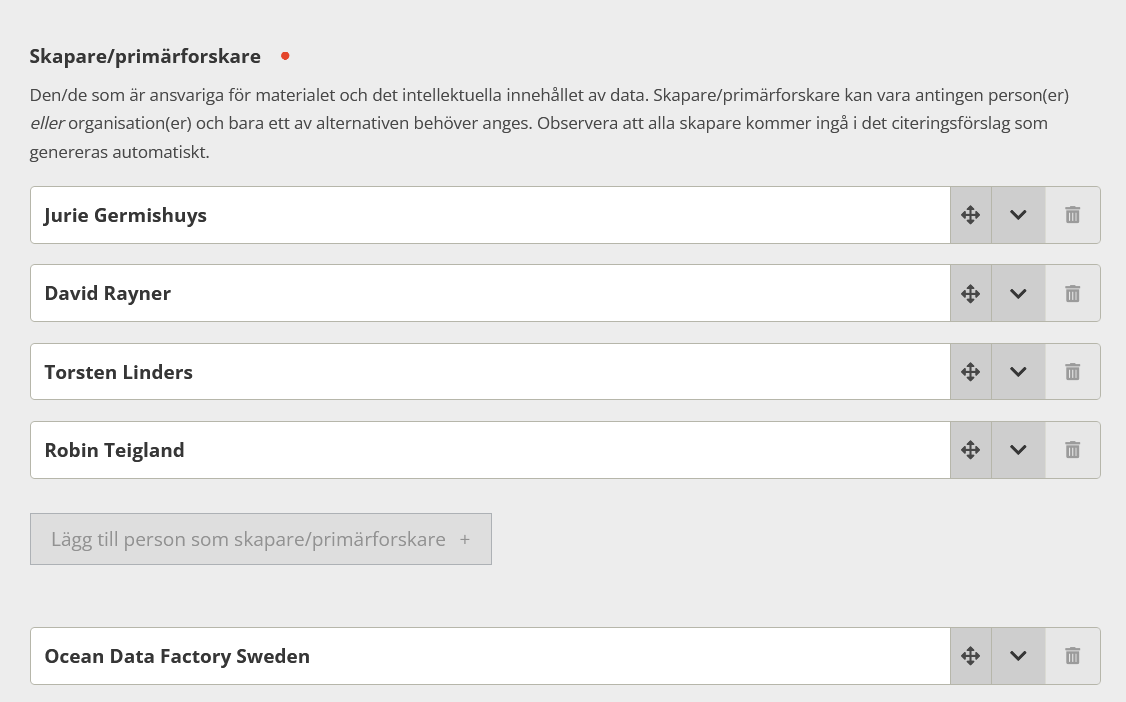 Skapare/primärforskare
Den/de som är ansvariga för materialet och det intellektuella innehållet av data. Skapare/primärforskare kan vara antingen person(er)
eller organisation(er) och bara ett av alternativen behöver anges. Observera att alla skapare kommer ingå i det citeringsförslag som
genereras automatiskt.
Jurie Germishuys
David Rayner
Torsten Linders
Robin Teigland
Lägg till person som skapare/primärforskare +
Ocean Data Factory Sweden